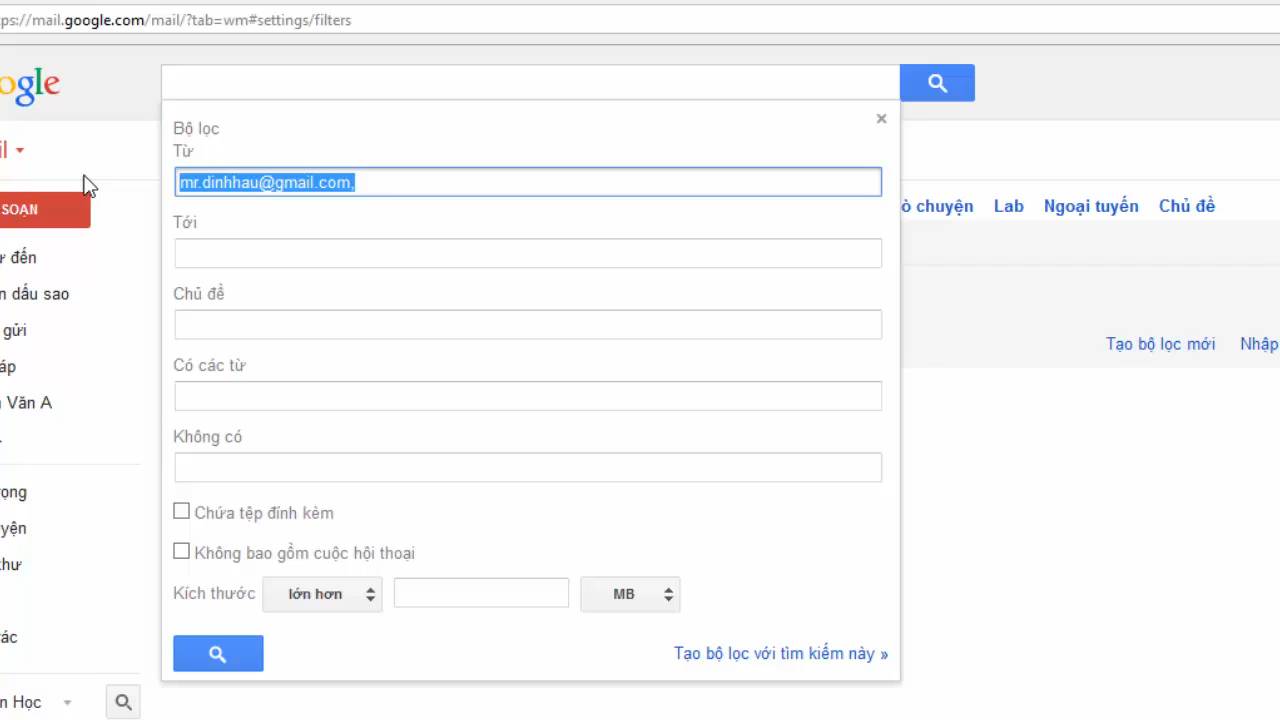 ps://mail.google.com/mail/?tab=wm#settings/filters
ogle
Bộ lọc
Từ
mr.dinhhau@gmail.com,
Tới
Chủ đề
Có các từ
Không có
Chứa tệp đính kèm
Không bao gồm cuộc hội thoại
Kích thước lớn hơn MB
Tạo bộ lọc với tìm kiếm này »
il
SOẠN
ư đến
n dấu sao
gửi
áp
Văn A
ọng
yện
thư
ác
n Học
ò chuyện Lab Ngoại tuyến Chủ đề
Tạo bộ lọc mới Nhập